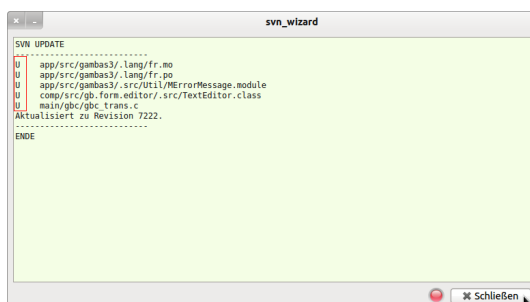 svn_wizard
SVN UPDATE
---------------------------
U    app/src/gambas3/.lang/fr.mo
U    app/src/gambas3/.lang/fr.po
U    app/src/gambas3/.src/Util/MErrorMessage.module
U    comp/src/gb.form.editor/.src/TextEditor.class
U    main/gbc/gbc_trans.c
Aktualisiert zu Revision 7222.
---------------------------
ENDE
Schließen